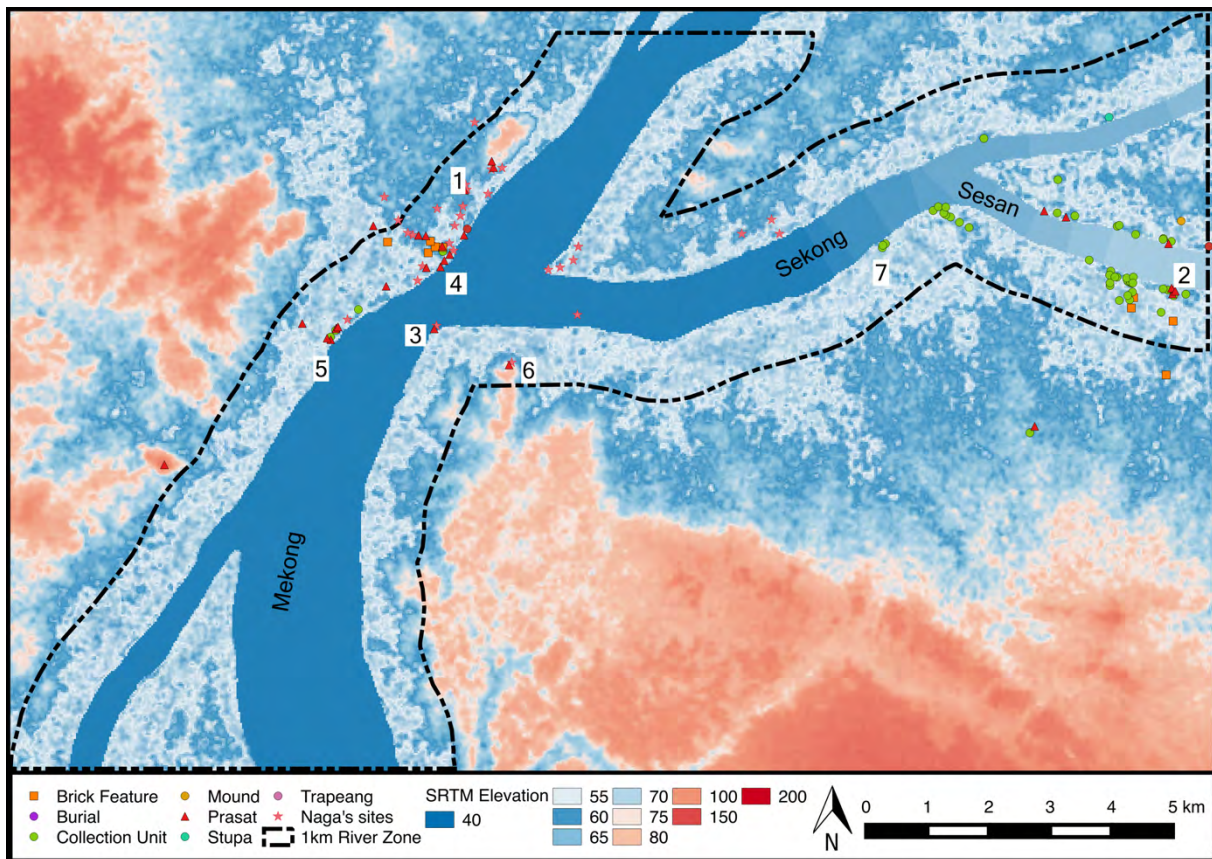 1
Sesan
Sekong
2
7
4
3
5
6
Mekong
Brick Feature
Burial
Collection Unit
Mound
Prasat
Stupa
Trapeang
Naga's sites
1km River Zone
SRTM Elevation
40
55
60
65
70
75
80
100
150
200
N
0 1 2 3 4 5 km